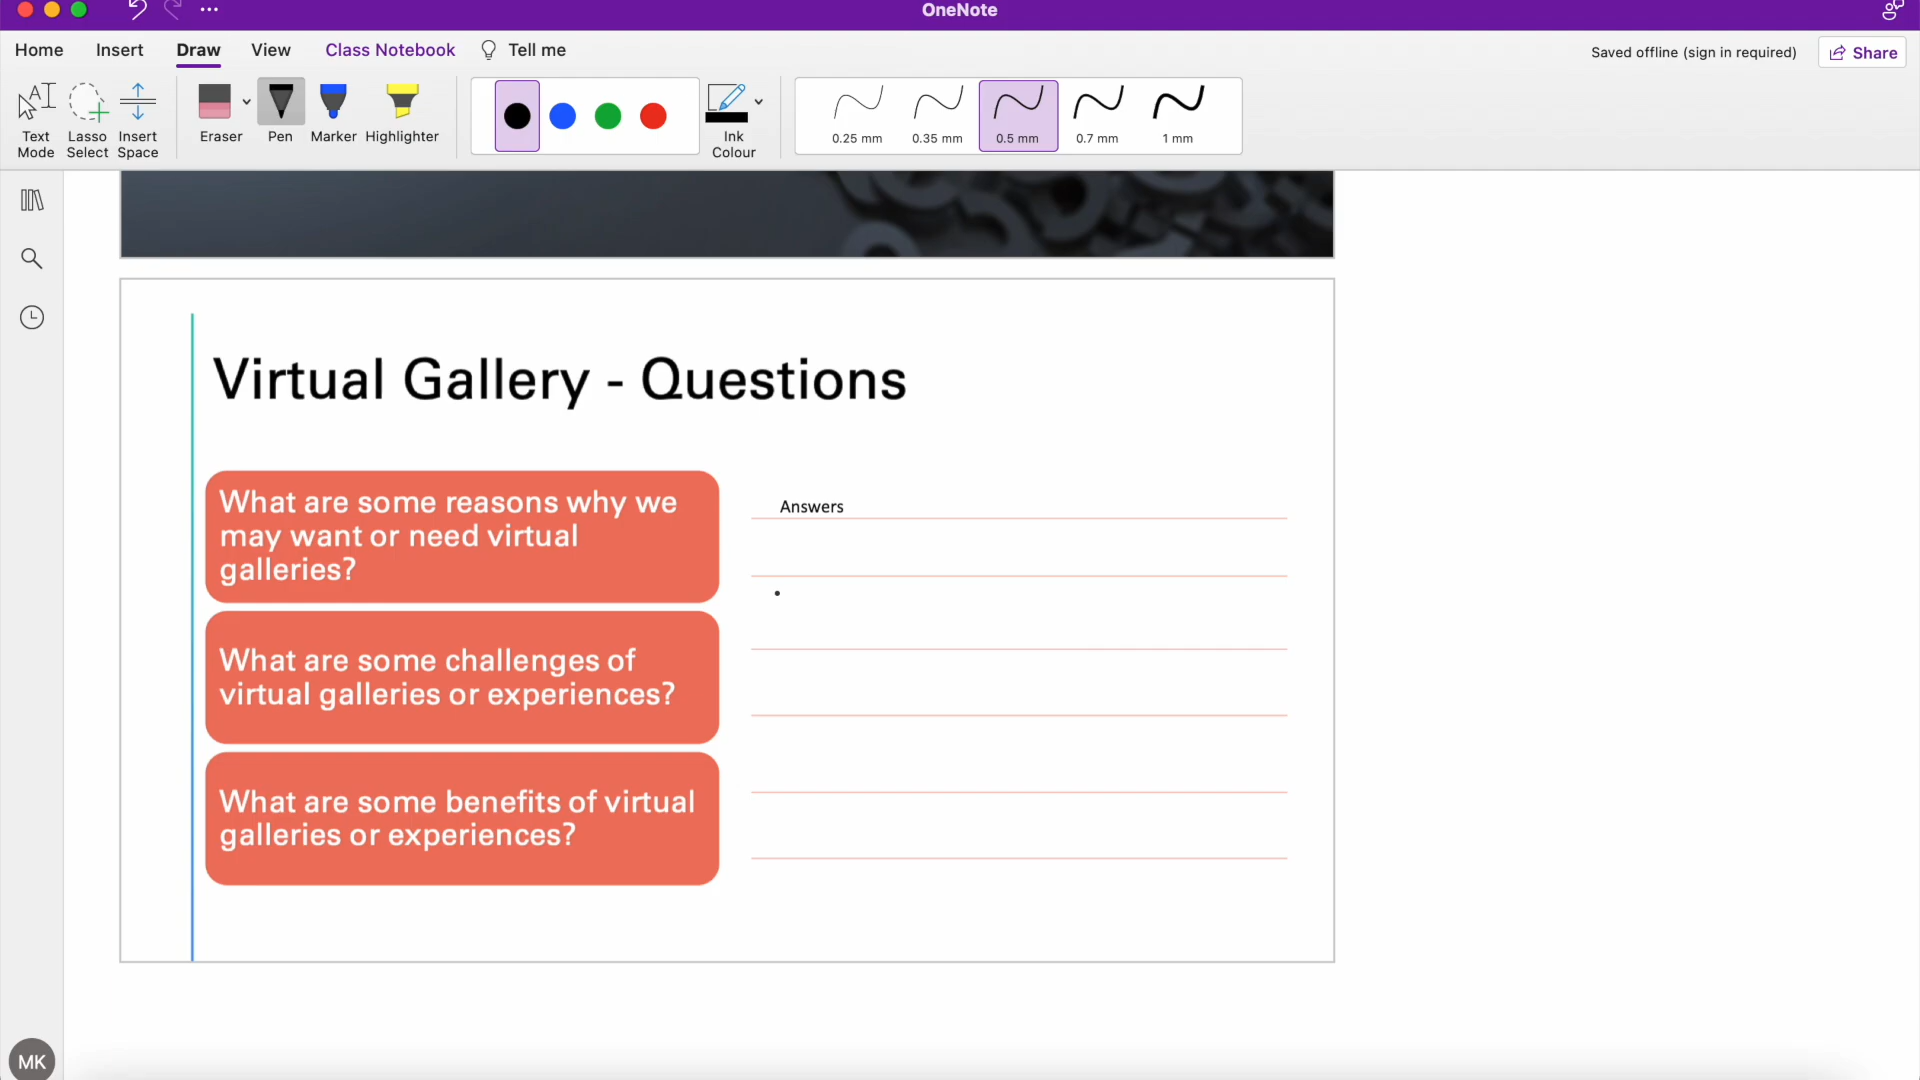 OneNote
Home Insert Draw View Class Notebook Tell me
Saved offline (sign in required) Share
Text Mode
Lasso Select
Insert Space
Eraser
Pen
Marker
Highlighter
Ink Colour
0.25 mm
0.35 mm
0.5 mm
0.7 mm
1 mm
Virtual Gallery - Questions
What are some reasons why we
may want or need virtual
galleries?
Answers
What are some challenges of
virtual galleries or experiences?
What are some benefits of virtual
galleries or experiences?
MK